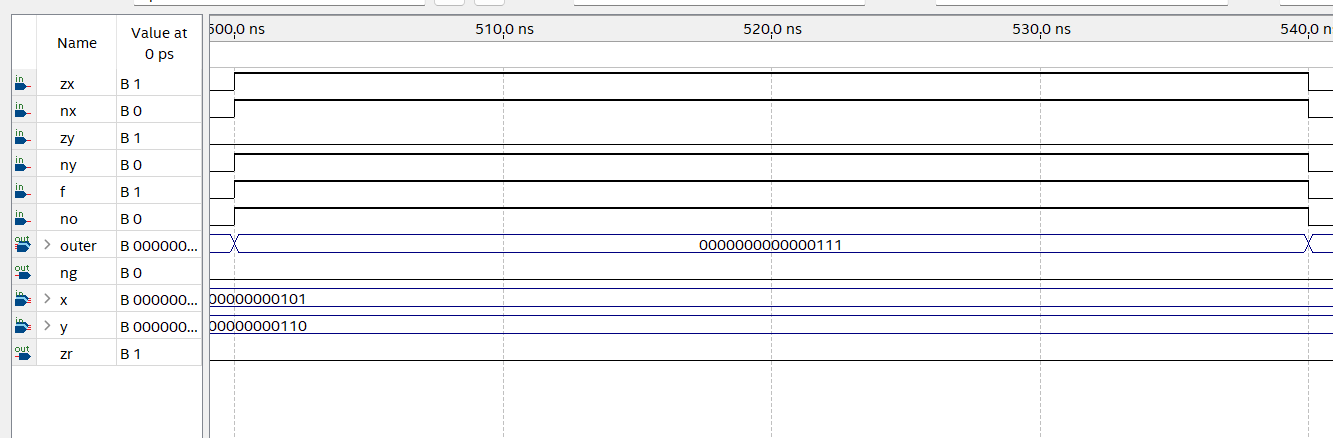 500.0 ns 510.0 ns 520.0 ns 530.0 ns 540.0 n
Name Value at
0 ps
in zx B 1
in nx B 0
in zy B 1
in ny B 0
in f B 1
in no B 0
out > outer B 000000... 0000000000000111
out ng B 0
in > x B 000000... 00000000101
in > y B 000000... 00000000110
out zr B 1